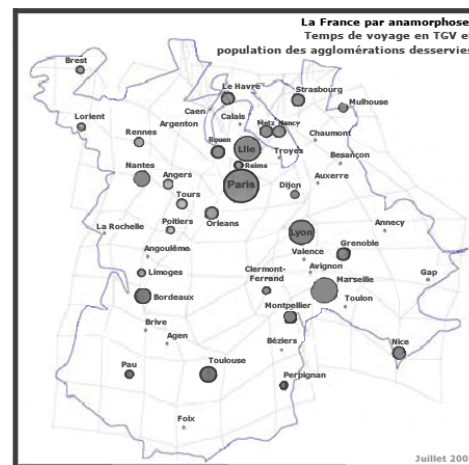 La France par anamorphose
Temps de voyage en TGV et
population des agglomérations desservies
Brest
Le Havre
Strasbourg
Mulhouse
Lorient
Caen
Calais
Metz
Nancy
Argenton
Rennes
Rouen
Lille
Chaumont
Troyes
Reims
Besançon
Nantes
Angers
Paris
Auxerre
Dijon
Tours
Orleans
La Rochelle
Poitiers
Lyon
Annecy
Angoulême
Valence
Grenoble
Limoges
Clermont-
Ferrand
Avignon
Gap
Marseille
Bordeaux
Montpellier
Toulon
Brive
Agen
Béziers
Nice
Pau
Toulouse
Perpignan
Foix
Juillet 200